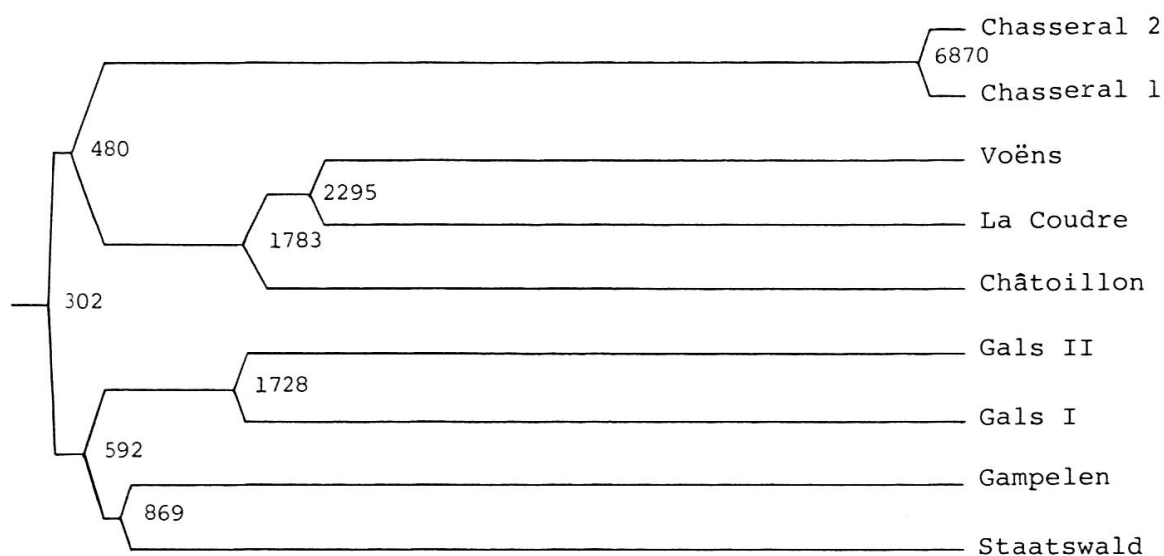 Chasseral 2
6870
Chasseral 1
480
Voëns
2295
La Coudre
1783
Châtoillon
302
Gals II
1728
Gals I
592
Gampelen
869
Staatswald